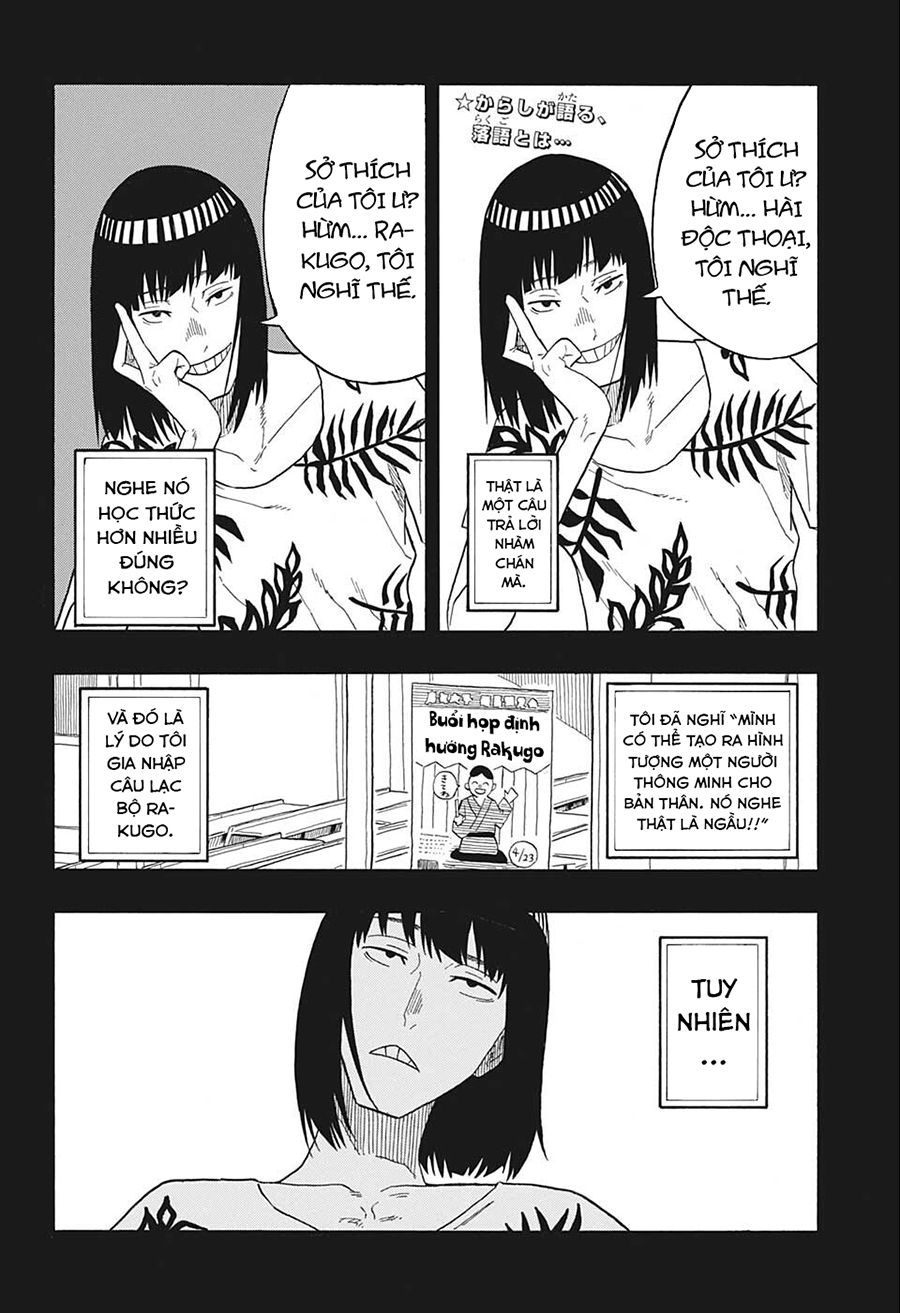 ★からしが語る、
落語とは…
SỞ THÍCH
CỦA TÔI Ư?
HỪM... HÀI
ĐỘC THOẠI,
TÔI NGHĨ
THẾ.
THẬT LÀ
MỘT CÂU
TRẢ LỜI
NHÀM
CHÁN
MÀ.
SỞ THÍCH
CỦA TÔI Ư?
HỪM... RA-
KUGO, TÔI
NGHĨ THẾ.
NGHE NÓ
HỌC THỨC
HƠN NHIỀU
ĐÚNG
KHÔNG?
TÔI ĐÃ NGHĨ “MÌNH
CÓ THỂ TẠO RA HÌNH
TƯỢNG MỘT NGƯỜI
THÔNG MINH CHO
BẢN THÂN. NÓ NGHE
THẬT LÀ NGẦU!!“
Buổi họp định
hướng Rakugo
4/23
VÀ ĐÓ LÀ
LÝ DO TÔI
GIA NHẬP
CÂU LẠC
BỘ RA-
KUGO.
TUY
NHIÊN
...